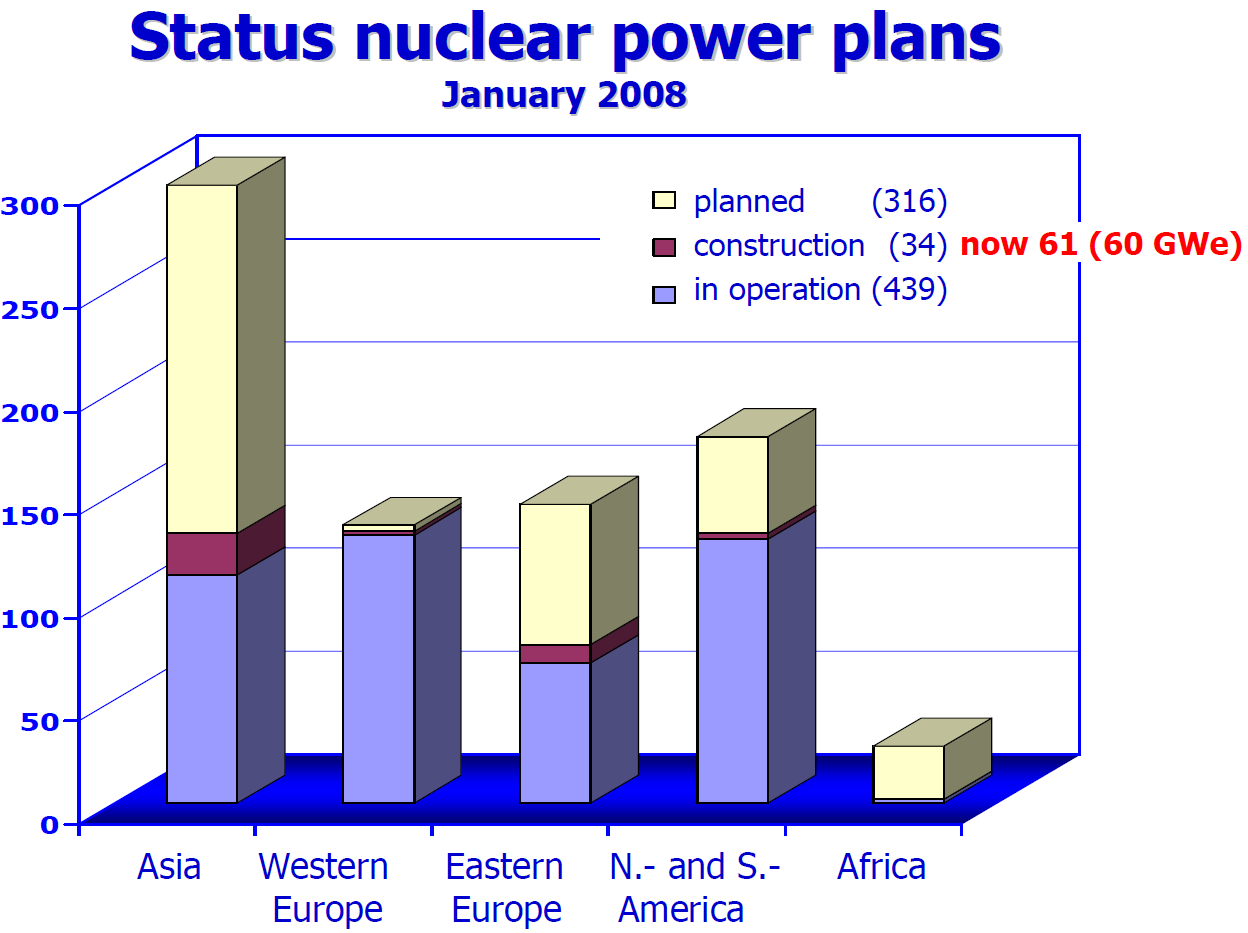 Status nuclear power plans
January 2008
300
250
200
150
100
50
0
planned (316)
construction (34) now 61 (60 GWe)
in operation (439)
Asia
Western
Europe
Eastern
Europe
N.- and S.-
America
Africa